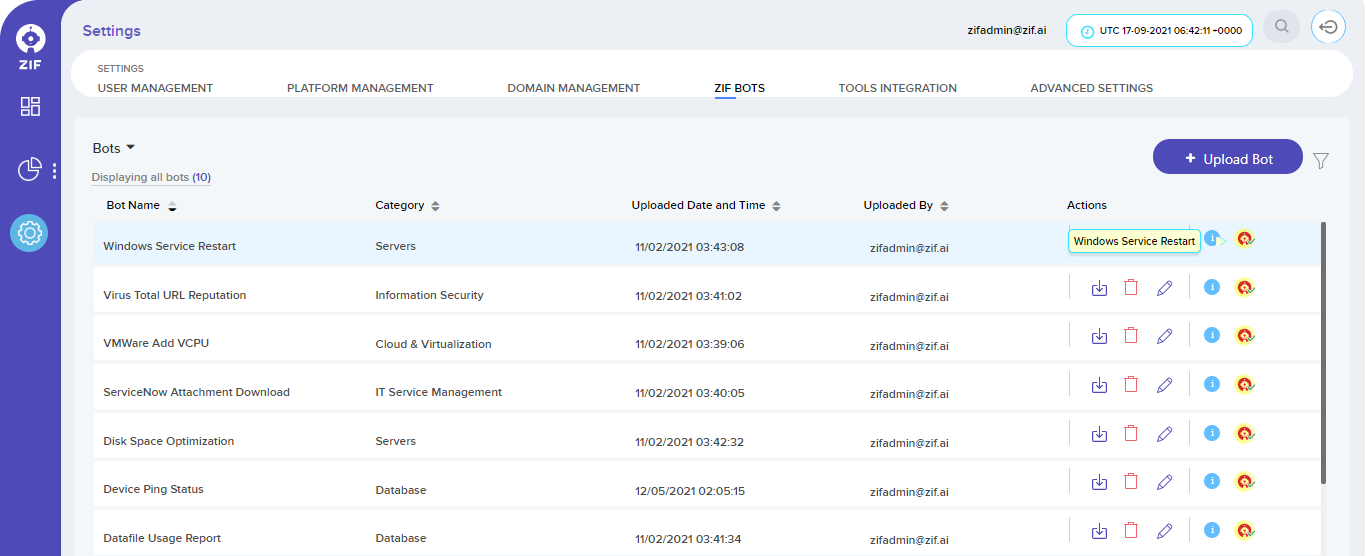 Settings
zifadmin@zif.ai
UTC 17-09-2021 06:42:11 +0000
ZIF
SETTINGS
USER MANAGEMENT PLATFORM MANAGEMENT DOMAIN MANAGEMENT ZIF BOTS TOOLS INTEGRATION ADVANCED SETTINGS
Bots
+ Upload Bot
Displaying all bots (10)
Bot Name Category Uploaded Date and Time Uploaded By Actions
Windows Service Restart Servers 11/02/2021 03:43:08 zifadmin@zif.ai Windows Service Restart i
Virus Total URL Reputation Information Security 11/02/2021 03:41:02 zifadmin@zif.ai i
VMWare Add VCPU Cloud & Virtualization 11/02/2021 03:39:06 zifadmin@zif.ai i
ServiceNow Attachment Download IT Service Management 11/02/2021 03:40:05 zifadmin@zif.ai i
Disk Space Optimization Servers 11/02/2021 03:42:32 zifadmin@zif.ai i
Device Ping Status Database 12/05/2021 02:05:15 zifadmin@zif.ai i
Datafile Usage Report Database 11/02/2021 03:41:34 zifadmin@zif.ai i